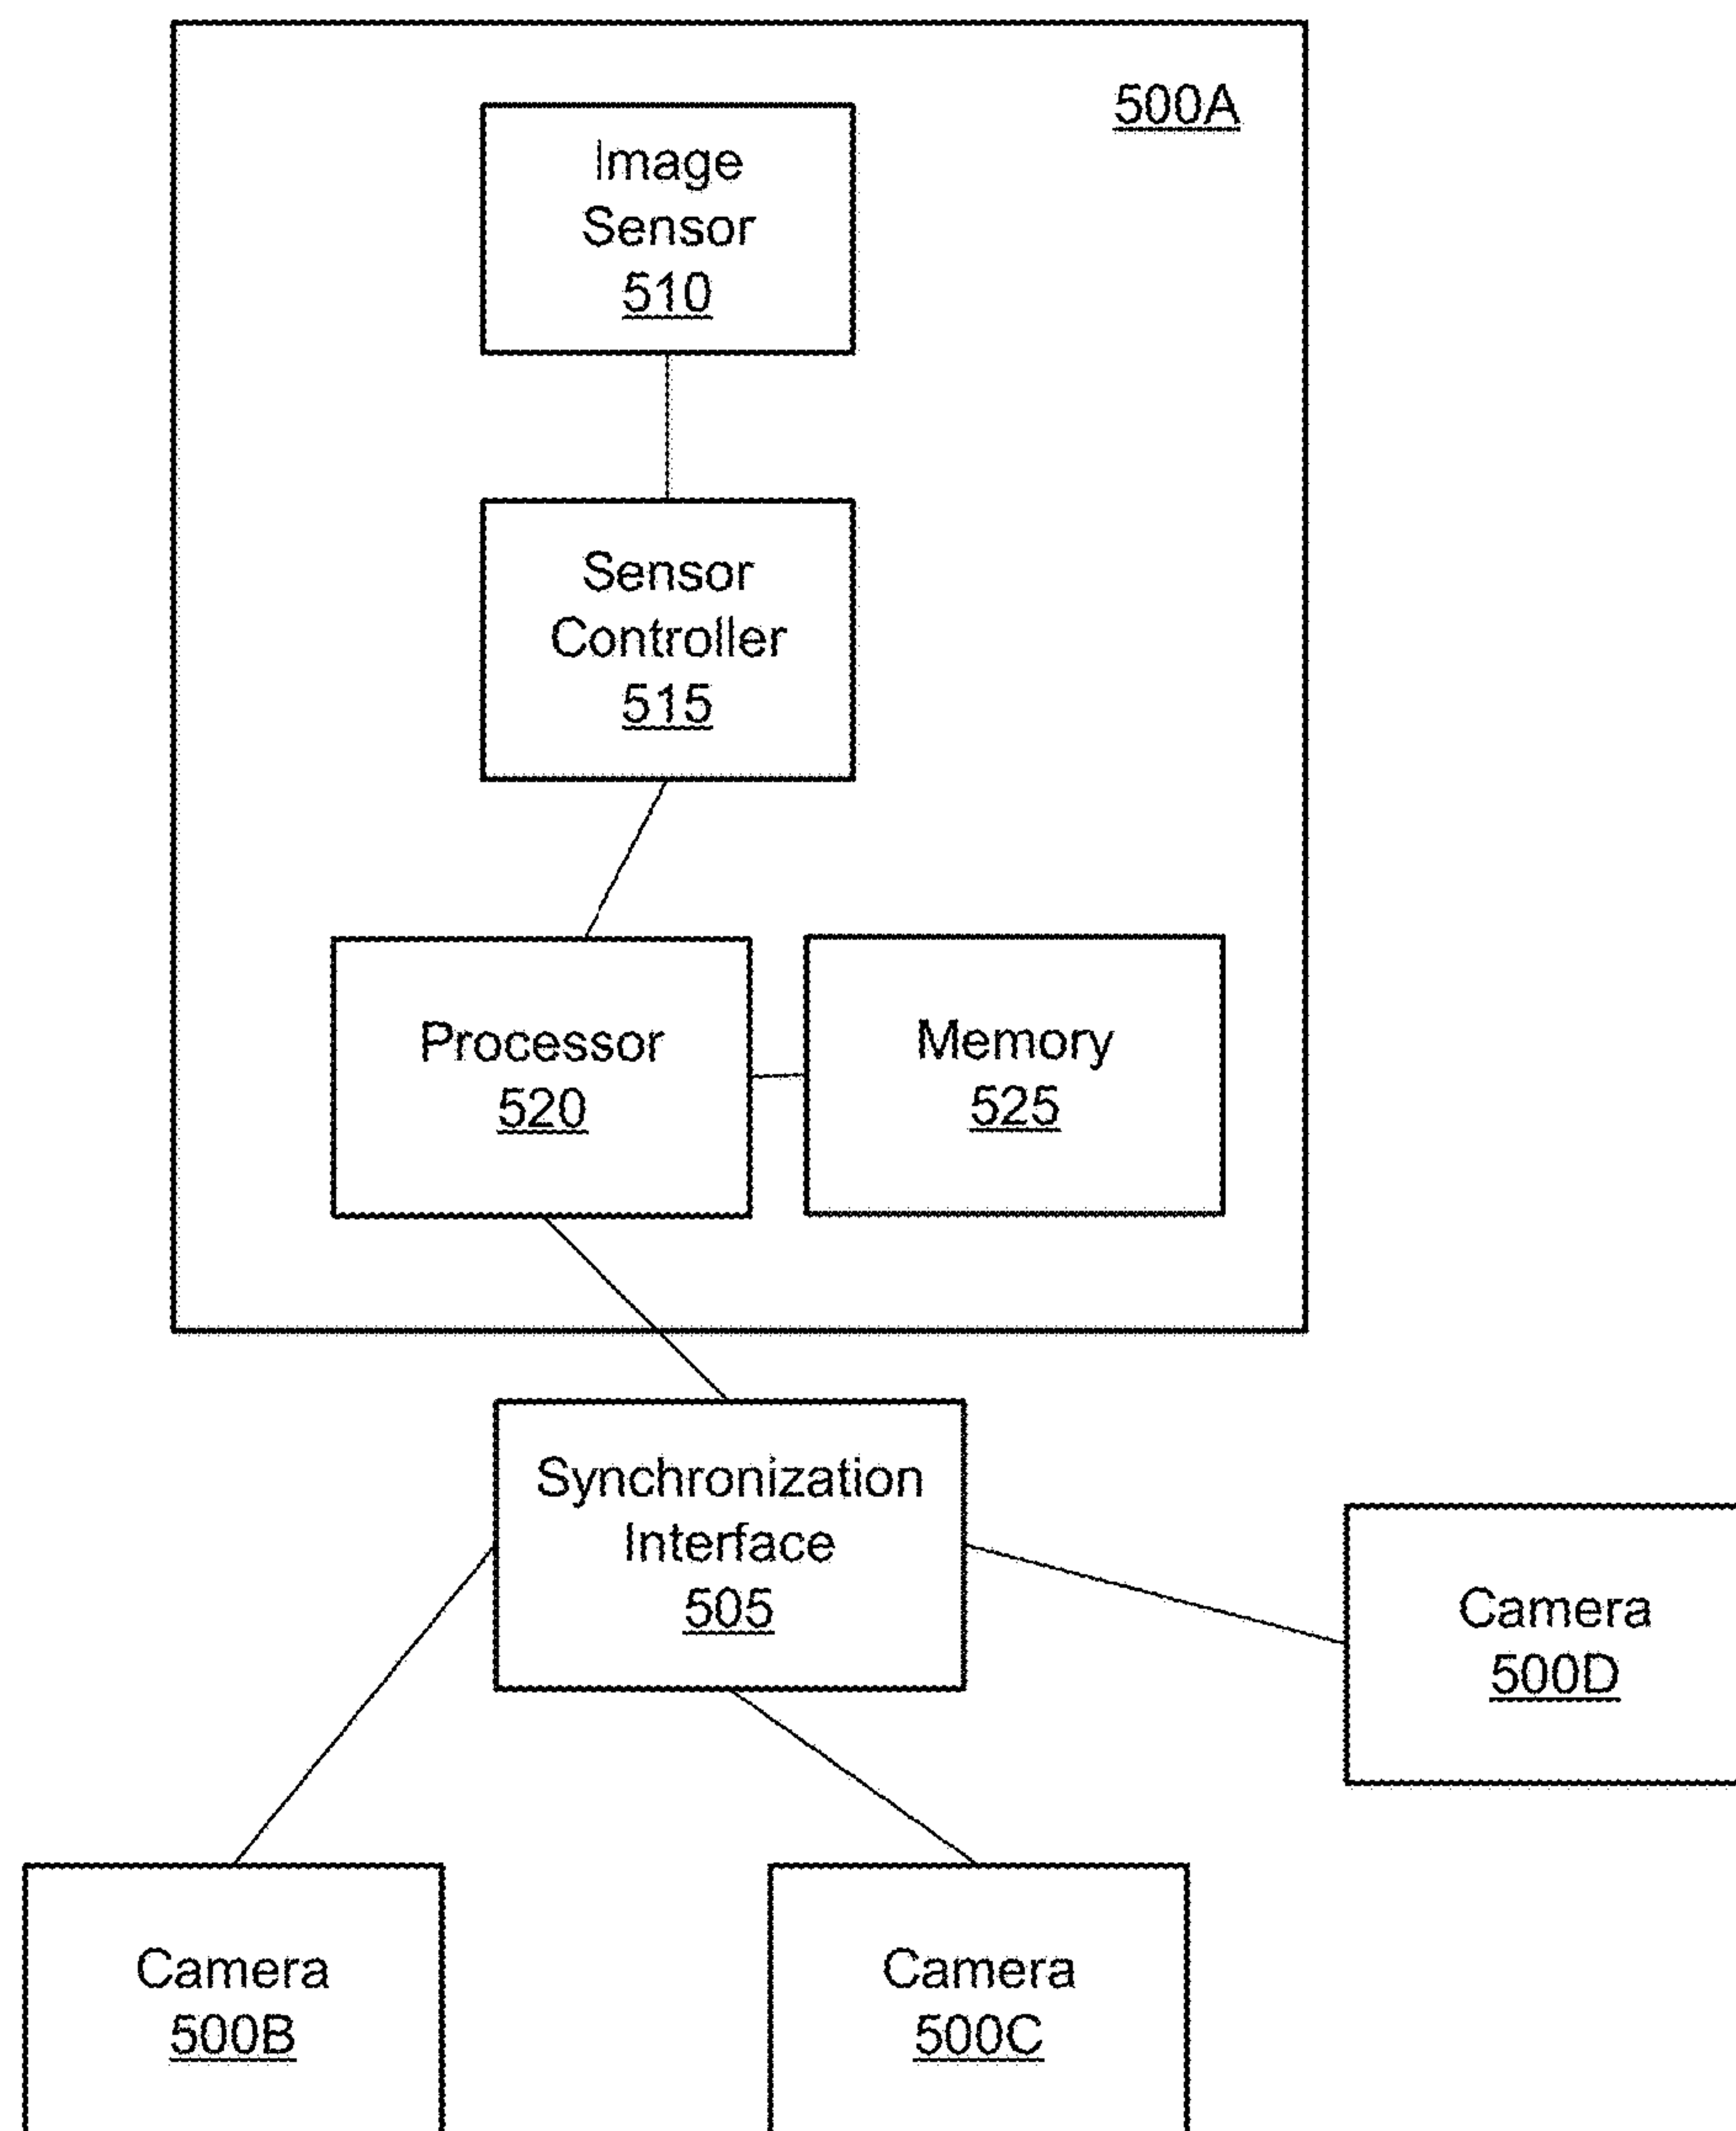 500A
Image
Sensor
510
Sensor
Controller
515
Processor
520
Memory
525
Synchronization
Interface
505
Camera
500D
Camera
500B
Camera
500C